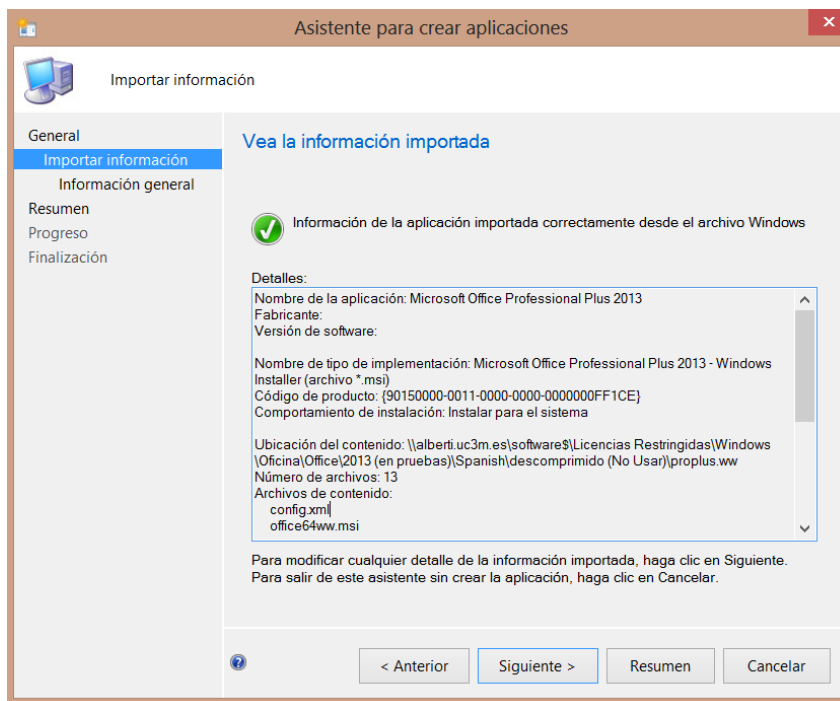 Asistente para crear aplicaciones
Importar información
General
Importar información
Información general
Resumen
Progreso
Finalización
Vea la información importada
Información de la aplicación importada correctamente desde el archivo Windows
Detalles:
Nombre de la aplicación: Microsoft Office Professional Plus 2013
Fabricante:
Versión de software:
Nombre de tipo de implementación: Microsoft Office Professional Plus 2013 - Windows
Installer (archivo *.msi)
Código de producto: {90150000-0011-0000-0000-0000000FF1CE}
Comportamiento de instalación: Instalar para el sistema
Ubicación del contenido: \\alberti.uc3m.es\software$\Licencias Restringidas\Windows
\Oficina\Office\2013 (en pruebas)\Spanish\descomprimido (No Usar)\proplus.ww
Número de archivos: 13
Archivos de contenido:
config.xml
office64ww.msi
Para modificar cualquier detalle de la información importada, haga clic en Siguiente.
Para salir de este asistente sin crear la aplicación, haga clic en Cancelar.
< Anterior
Siguiente >
Resumen
Cancelar